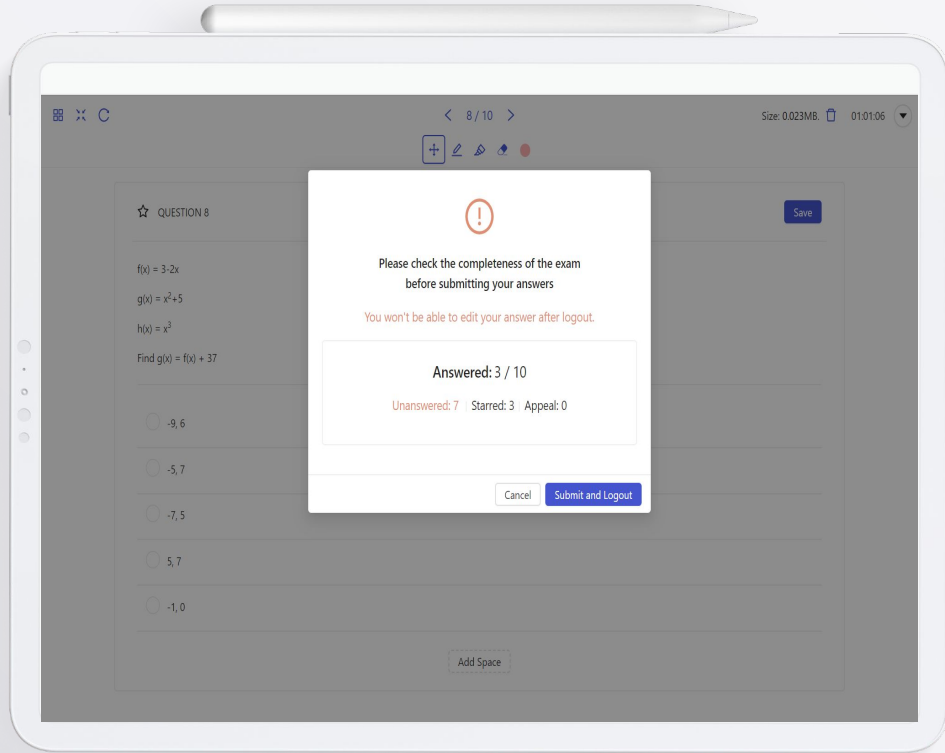 8 / 10
Size: 0.023MB.
01:01:06
QUESTION 8
Save
f(x) = 3-2x
g(x) = x²+5
h(x) = x³
Find g(x) = f(x) + 37
-9, 6
-5, 7
-7, 5
5, 7
-1, 0
Add Space
Please check the completeness of the exam
before submitting your answers
You won't be able to edit your answer after logout.
Answered: 3 / 10
Unanswered: 7 | Starred: 3 | Appeal: 0
Cancel
Submit and Logout